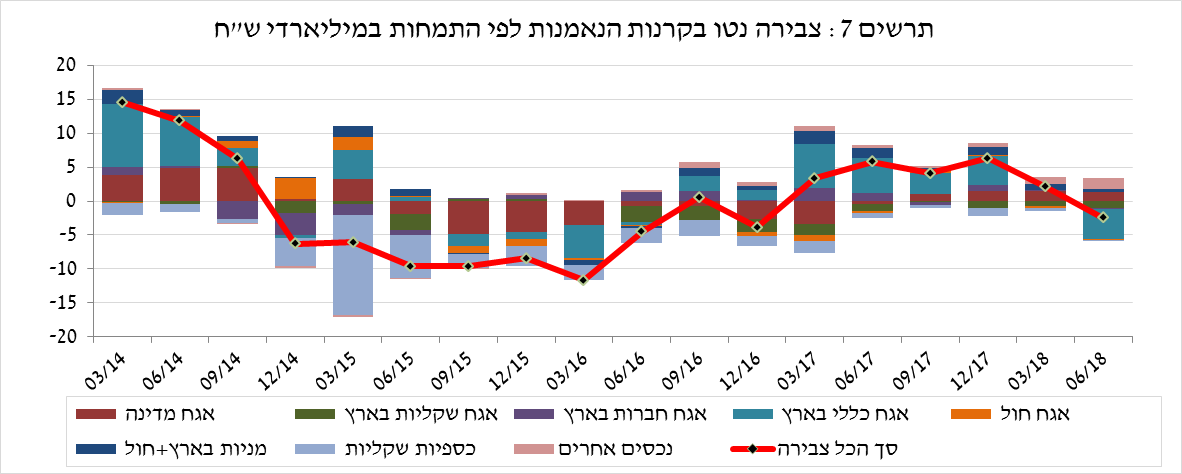 תרשים 7 : צבירה נטו בקרנות הנאמנות לפי התמחות במיליארדי ש"ח
20
15
10
5
0
-5
-10
-15
-20
03/14 06/14 09/14 12/14 03/15 06/15 09/15 12/15 03/16 06/16 09/16 12/16 03/17 06/17 09/17 12/17 03/18 06/18
אגח מדינה אגח שקליות בארץ אגח חברות בארץ אגח כללי בארץ אגח חול
מניות בארץ+חול כספיות שקליות נכסים אחרים סך הכל צבירה